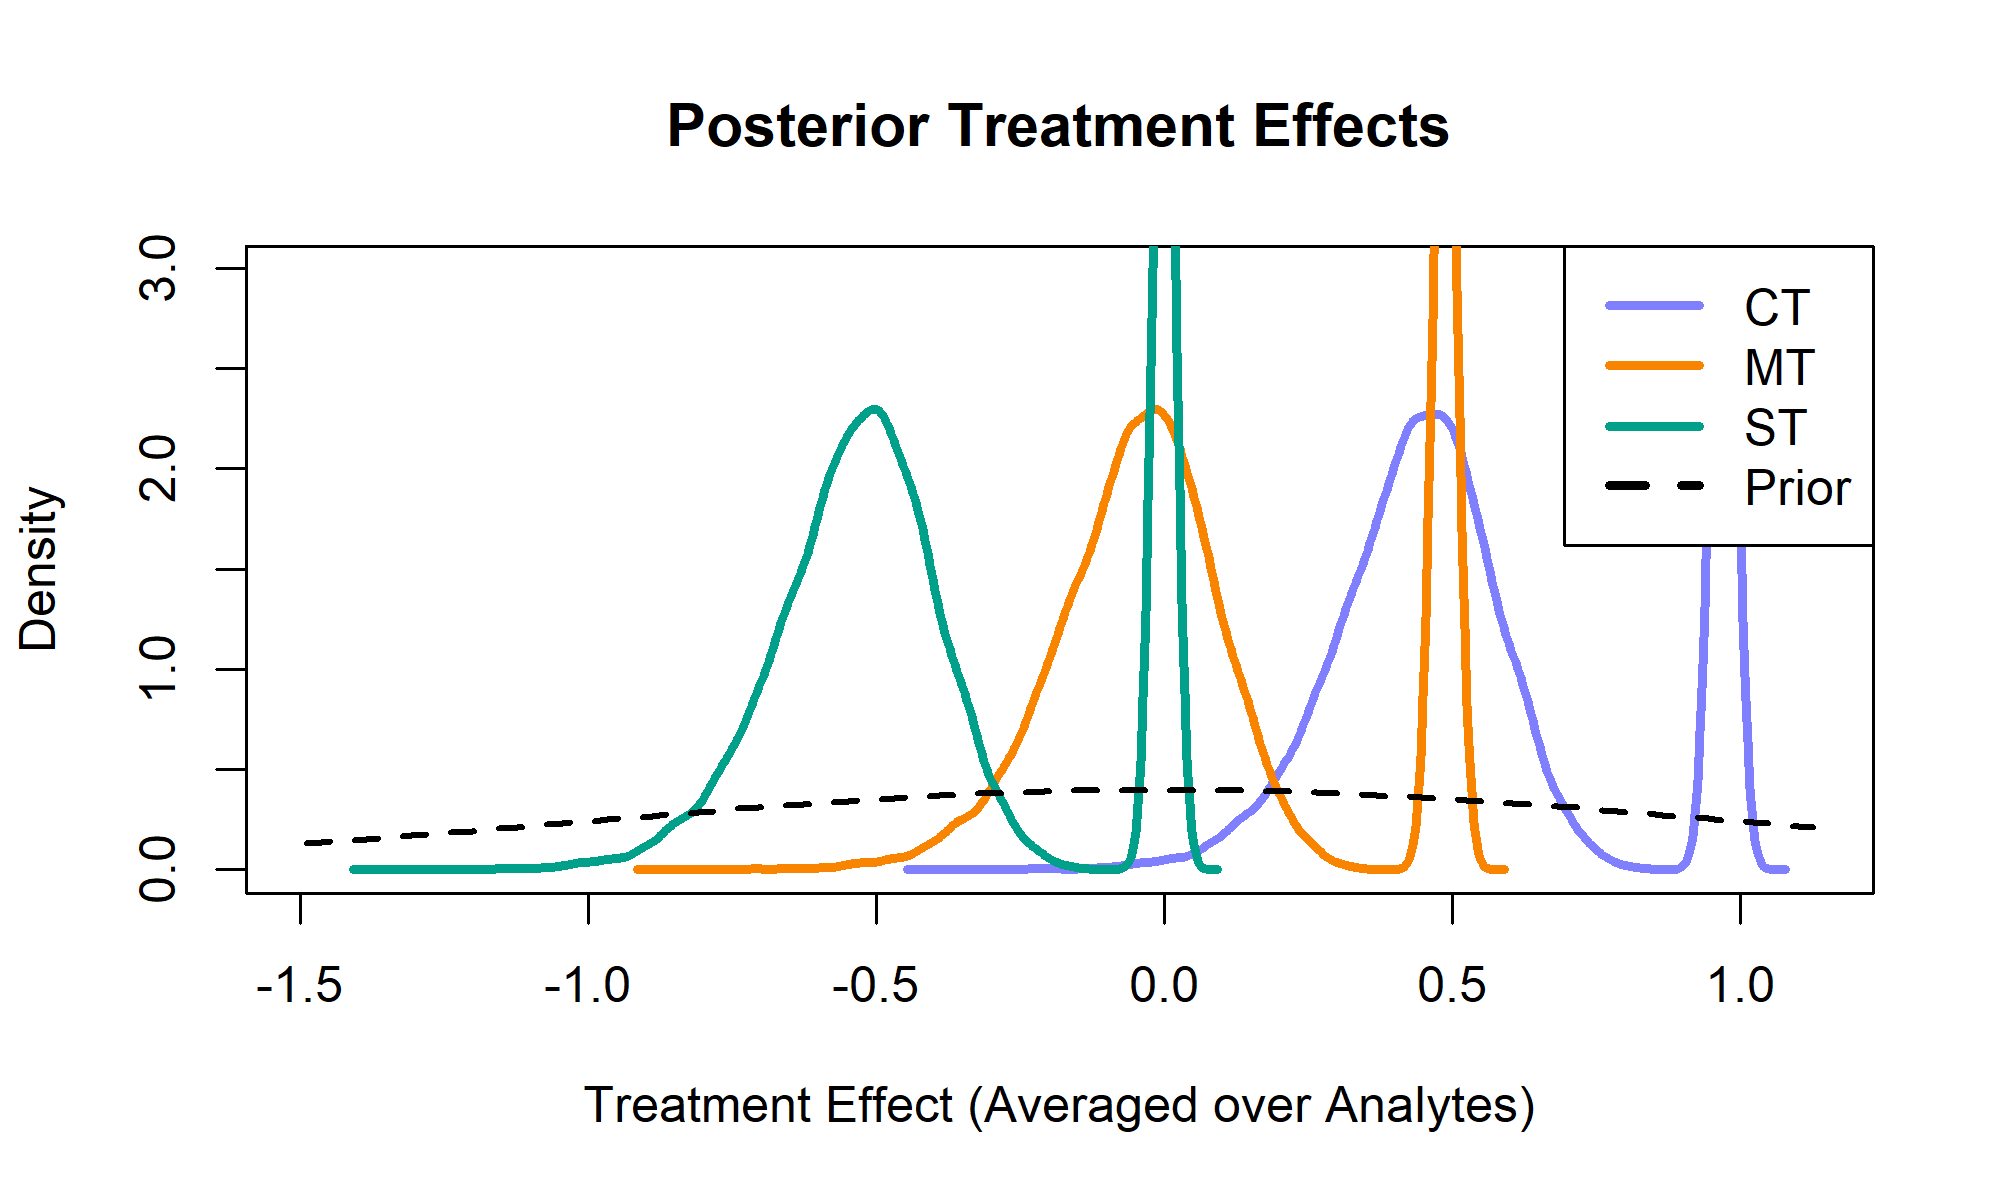 Posterior Treatment Effects
Density
3.0
2.0
1.0
0.0
CT
MT
ST
Prior
-1.5 -1.0 -0.5 0.0 0.5 1.0
Treatment Effect (Averaged over Analytes)